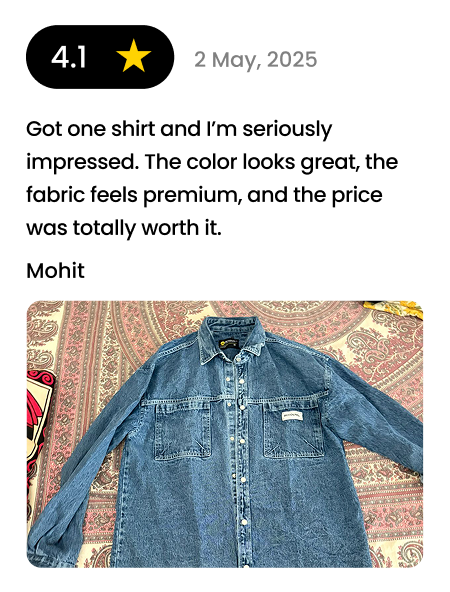 4.1 ★ 2 May, 2025
Got one shirt and I'm seriously
impressed. The color looks great, the
fabric feels premium, and the price
was totally worth it.
Mohit